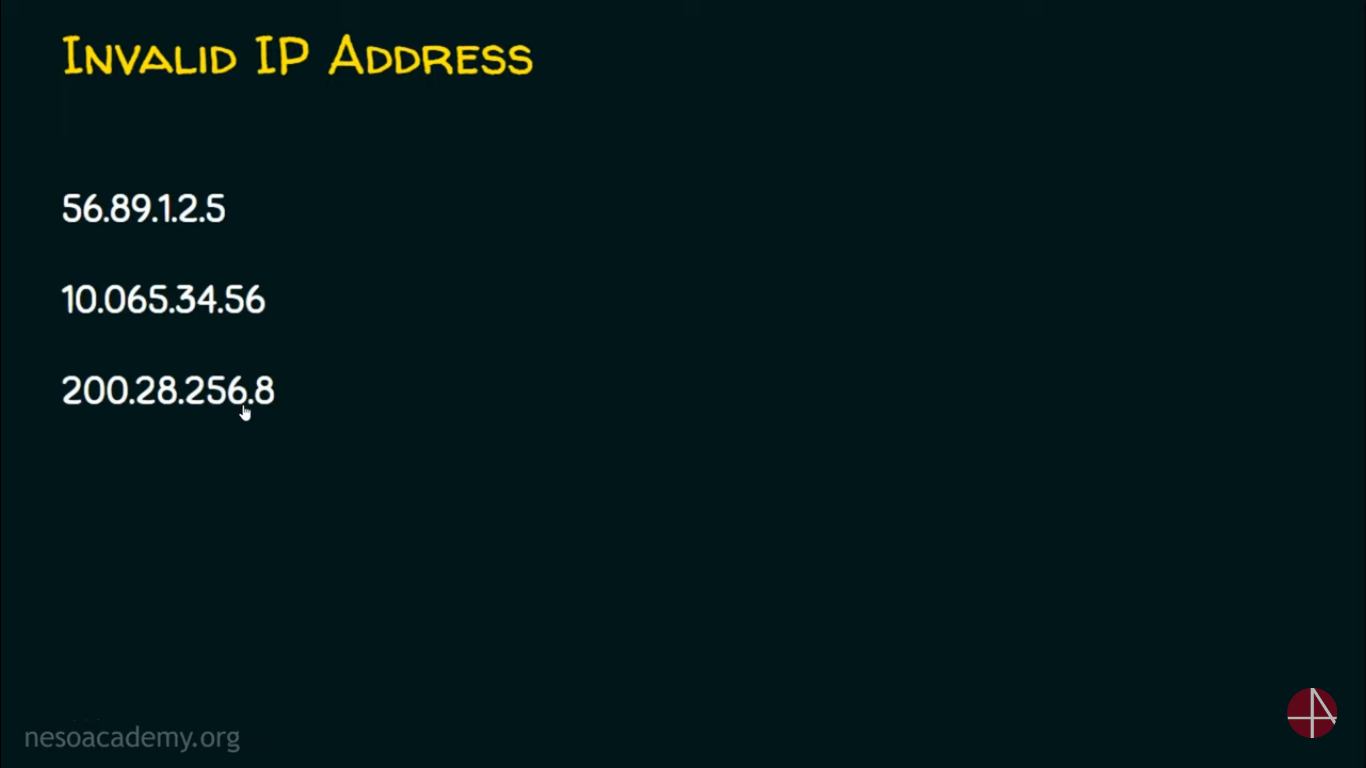 Invalid IP Address
56.89.1.2.5
10.065.34.56
200.28.256.8
nesoacademy.org